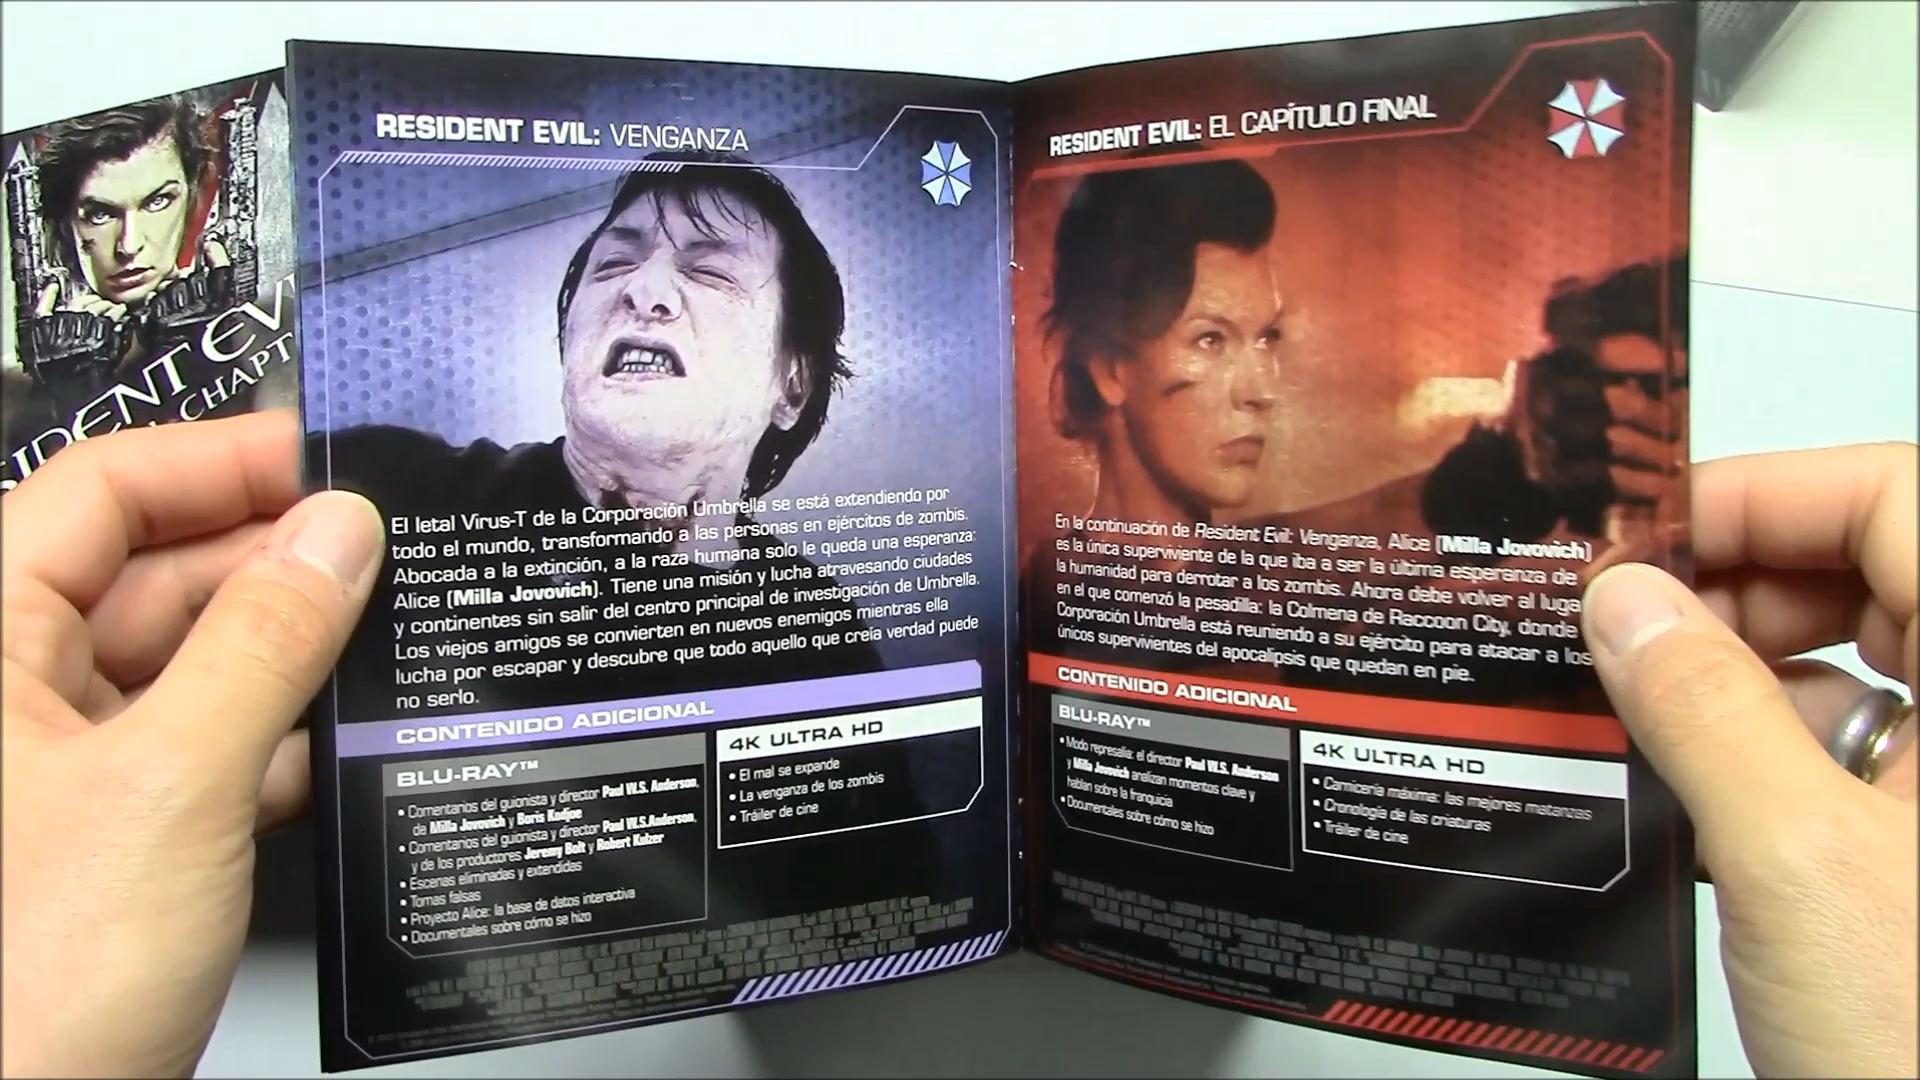 RESIDENT EVIL: VENGANZA
El letal Virus-T de la Corporación Umbrella se está extendiendo por
todo el mundo, transformando a las personas en ejércitos de zombis.
Abocada a la extinción, a la raza humana solo le queda una esperanza:
Alice (Milla Jovovich). Tiene una misión y lucha atravesando ciudades
y continentes sin salir del centro principal de investigación de Umbrella.
Los viejos amigos se convierten en nuevos enemigos mientras ella
lucha por escapar y descubre que todo aquello que creía verdad puede
no serlo.
CONTENIDO ADICIONAL
BLU-RAY™
• Comentarios del guionista y director Paul W.S. Anderson,
de Milla Jovovich y Boris Kodjoe
• Comentarios del guionista y director Paul W.S.Anderson,
y de los productores Jeremy Bolt y Robert Kulzer
• Escenas eliminadas y extendidas
• Tomas falsas
• Proyecto Alice: la base de datos interactiva
• Documentales sobre cómo se hizo
4K ULTRA HD
• El mal se expande
• La venganza de los zombis
• Tráiler de cine
RESIDENT EVIL: EL CAPÍTULO FINAL
En la continuación de Resident Evil: Venganza, Alice (Milla Jovovich)
es la única superviviente de la que iba a ser la última esperanza de
la humanidad para derrotar a los zombis. Ahora debe volver al luga
en el que comenzó la pesadilla: la Colmena de Raccoon City, donde
Corporación Umbrella está reuniendo a su ejército para atacar a los
únicos supervivientes del apocalipsis que quedan en pie.
CONTENIDO ADICIONAL
BLU-RAY™
• Modo represalia: el director Paul W.S. Anderson
y Milla Jovovich analizan momentos clave y
hablan sobre la franquicia
• Documentales sobre cómo se hizo
4K ULTRA HD
• Carnicería máxima: las mejores matanzas
• Cronología de las criaturas
• Tráiler de cine
IDENT EVI
CHAPT